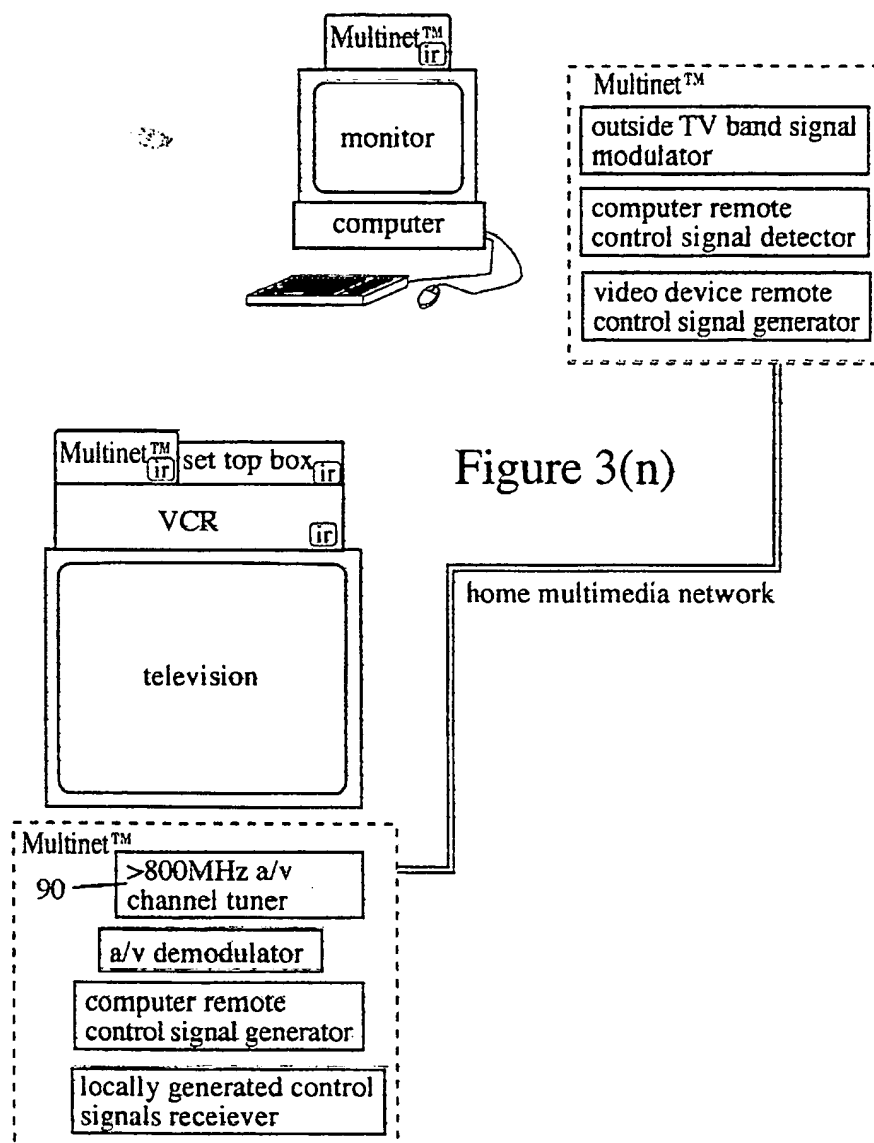 Multinet™
ir
monitor
computer
Multinet™
outside TV band signal
modulator
computer remote
control signal detector
video device remote
control signal generator
Multinet™
ir
set top box
ir
VCR
ir
television
Figure 3(n)
home multimedia network
Multinet™
90
>800MHz a/v
channel tuner
a/v demodulator
computer remote
control signal generator
locally generated control
signals receiever